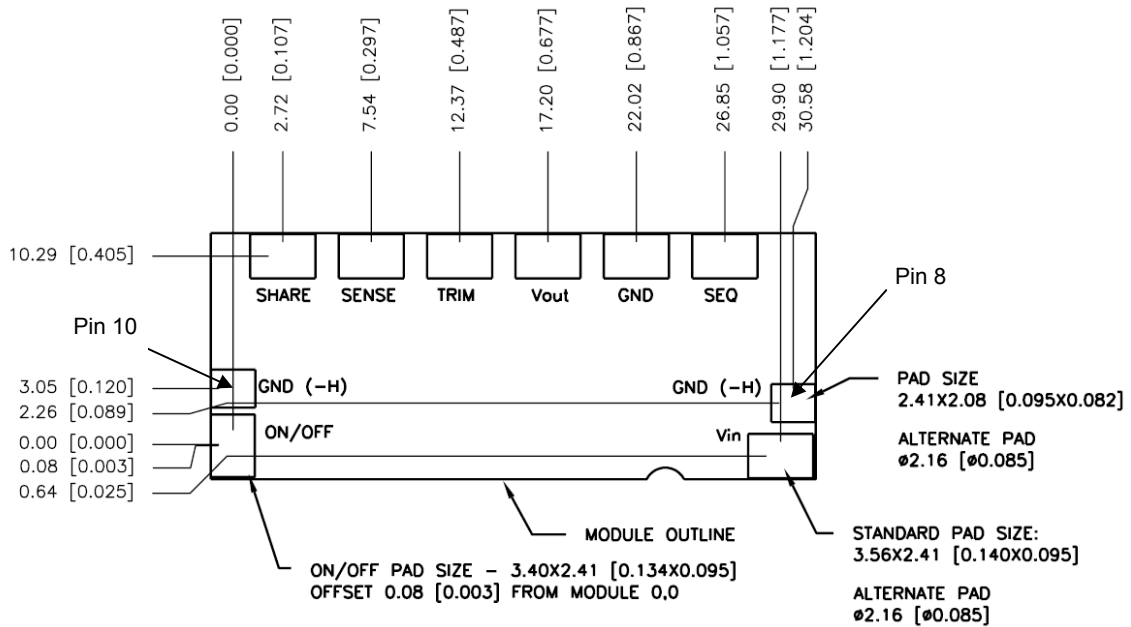 0.00 [0.000]
2.72 [0.107]
7.54 [0.297]
12.37 [0.487]
17.20 [0.677]
22.02 [0.867]
26.85 [1.057]
29.90 [1.177]
30.58 [1.204]
10.29 [0.405]
SHARE
SENSE
TRIM
Vout
GND
SEQ
Pin 8
Pin 10
3.05 [0.120]
2.26 [0.089]
0.00 [0.000]
0.08 [0.003]
0.64 [0.025]
GND (-H)
GND (-H)
ON/OFF
Vin
PAD SIZE
2.41X2.08 [0.095X0.082]
ALTERNATE PAD
ø2.16 [ø0.085]
MODULE OUTLINE
ON/OFF PAD SIZE - 3.40X2.41 [0.134X0.095]
OFFSET 0.08 [0.003] FROM MODULE 0,0
STANDARD PAD SIZE:
3.56X2.41 [0.140X0.095]
ALTERNATE PAD
ø2.16 [ø0.085]